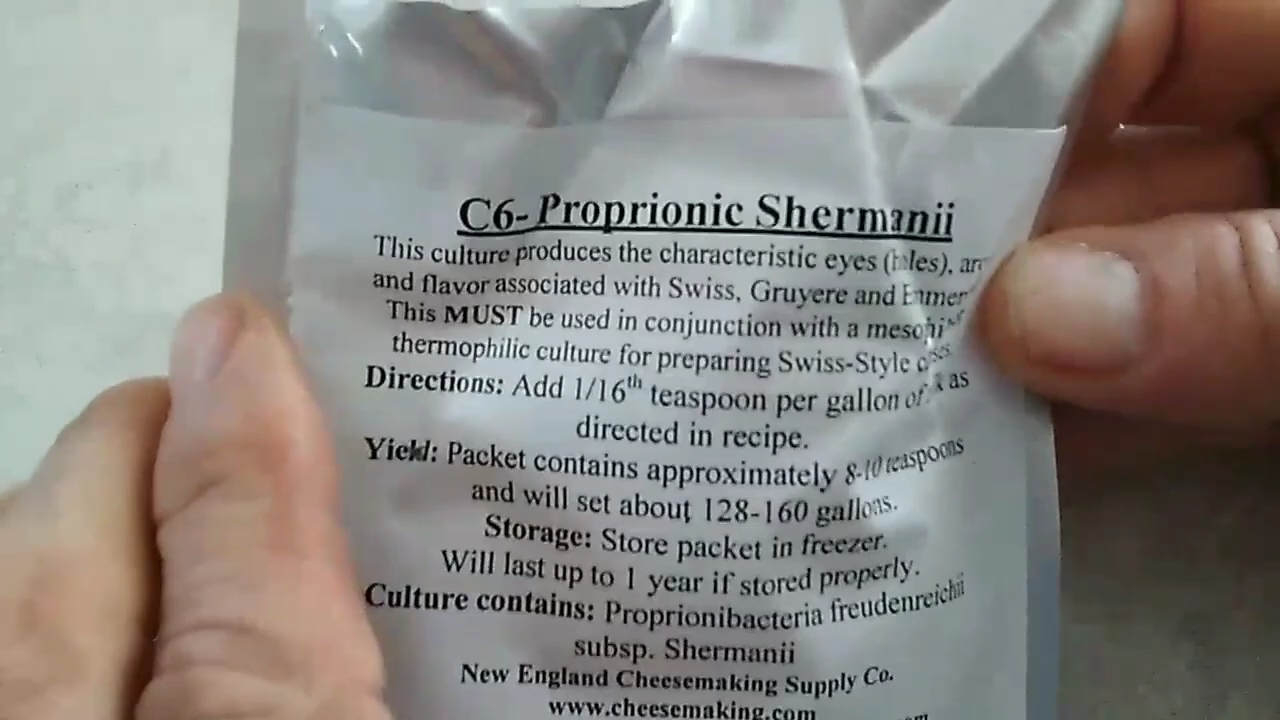 C6- Proprionic Shermanii
This culture produces the characteristic eyes (holes),
and flavor associated with Swiss, Gruyere and
This MUST be used in conjunction with a
thermophilic culture for preparing Swiss-Style
Directions: Add 1/16th teaspoon per gallon of as
directed in recipe.
Yield: Packet contains approximately 8-10 teaspoons
and will set about 128-160 gallons.
Storage: Store packet in freezer.
Will last up to 1 year if stored properly.
Culture contains: Proprionibacteria freudenreichii
subsp. Shermanii
New England Cheesemaking Supply Co.
www.cheesemaking.com